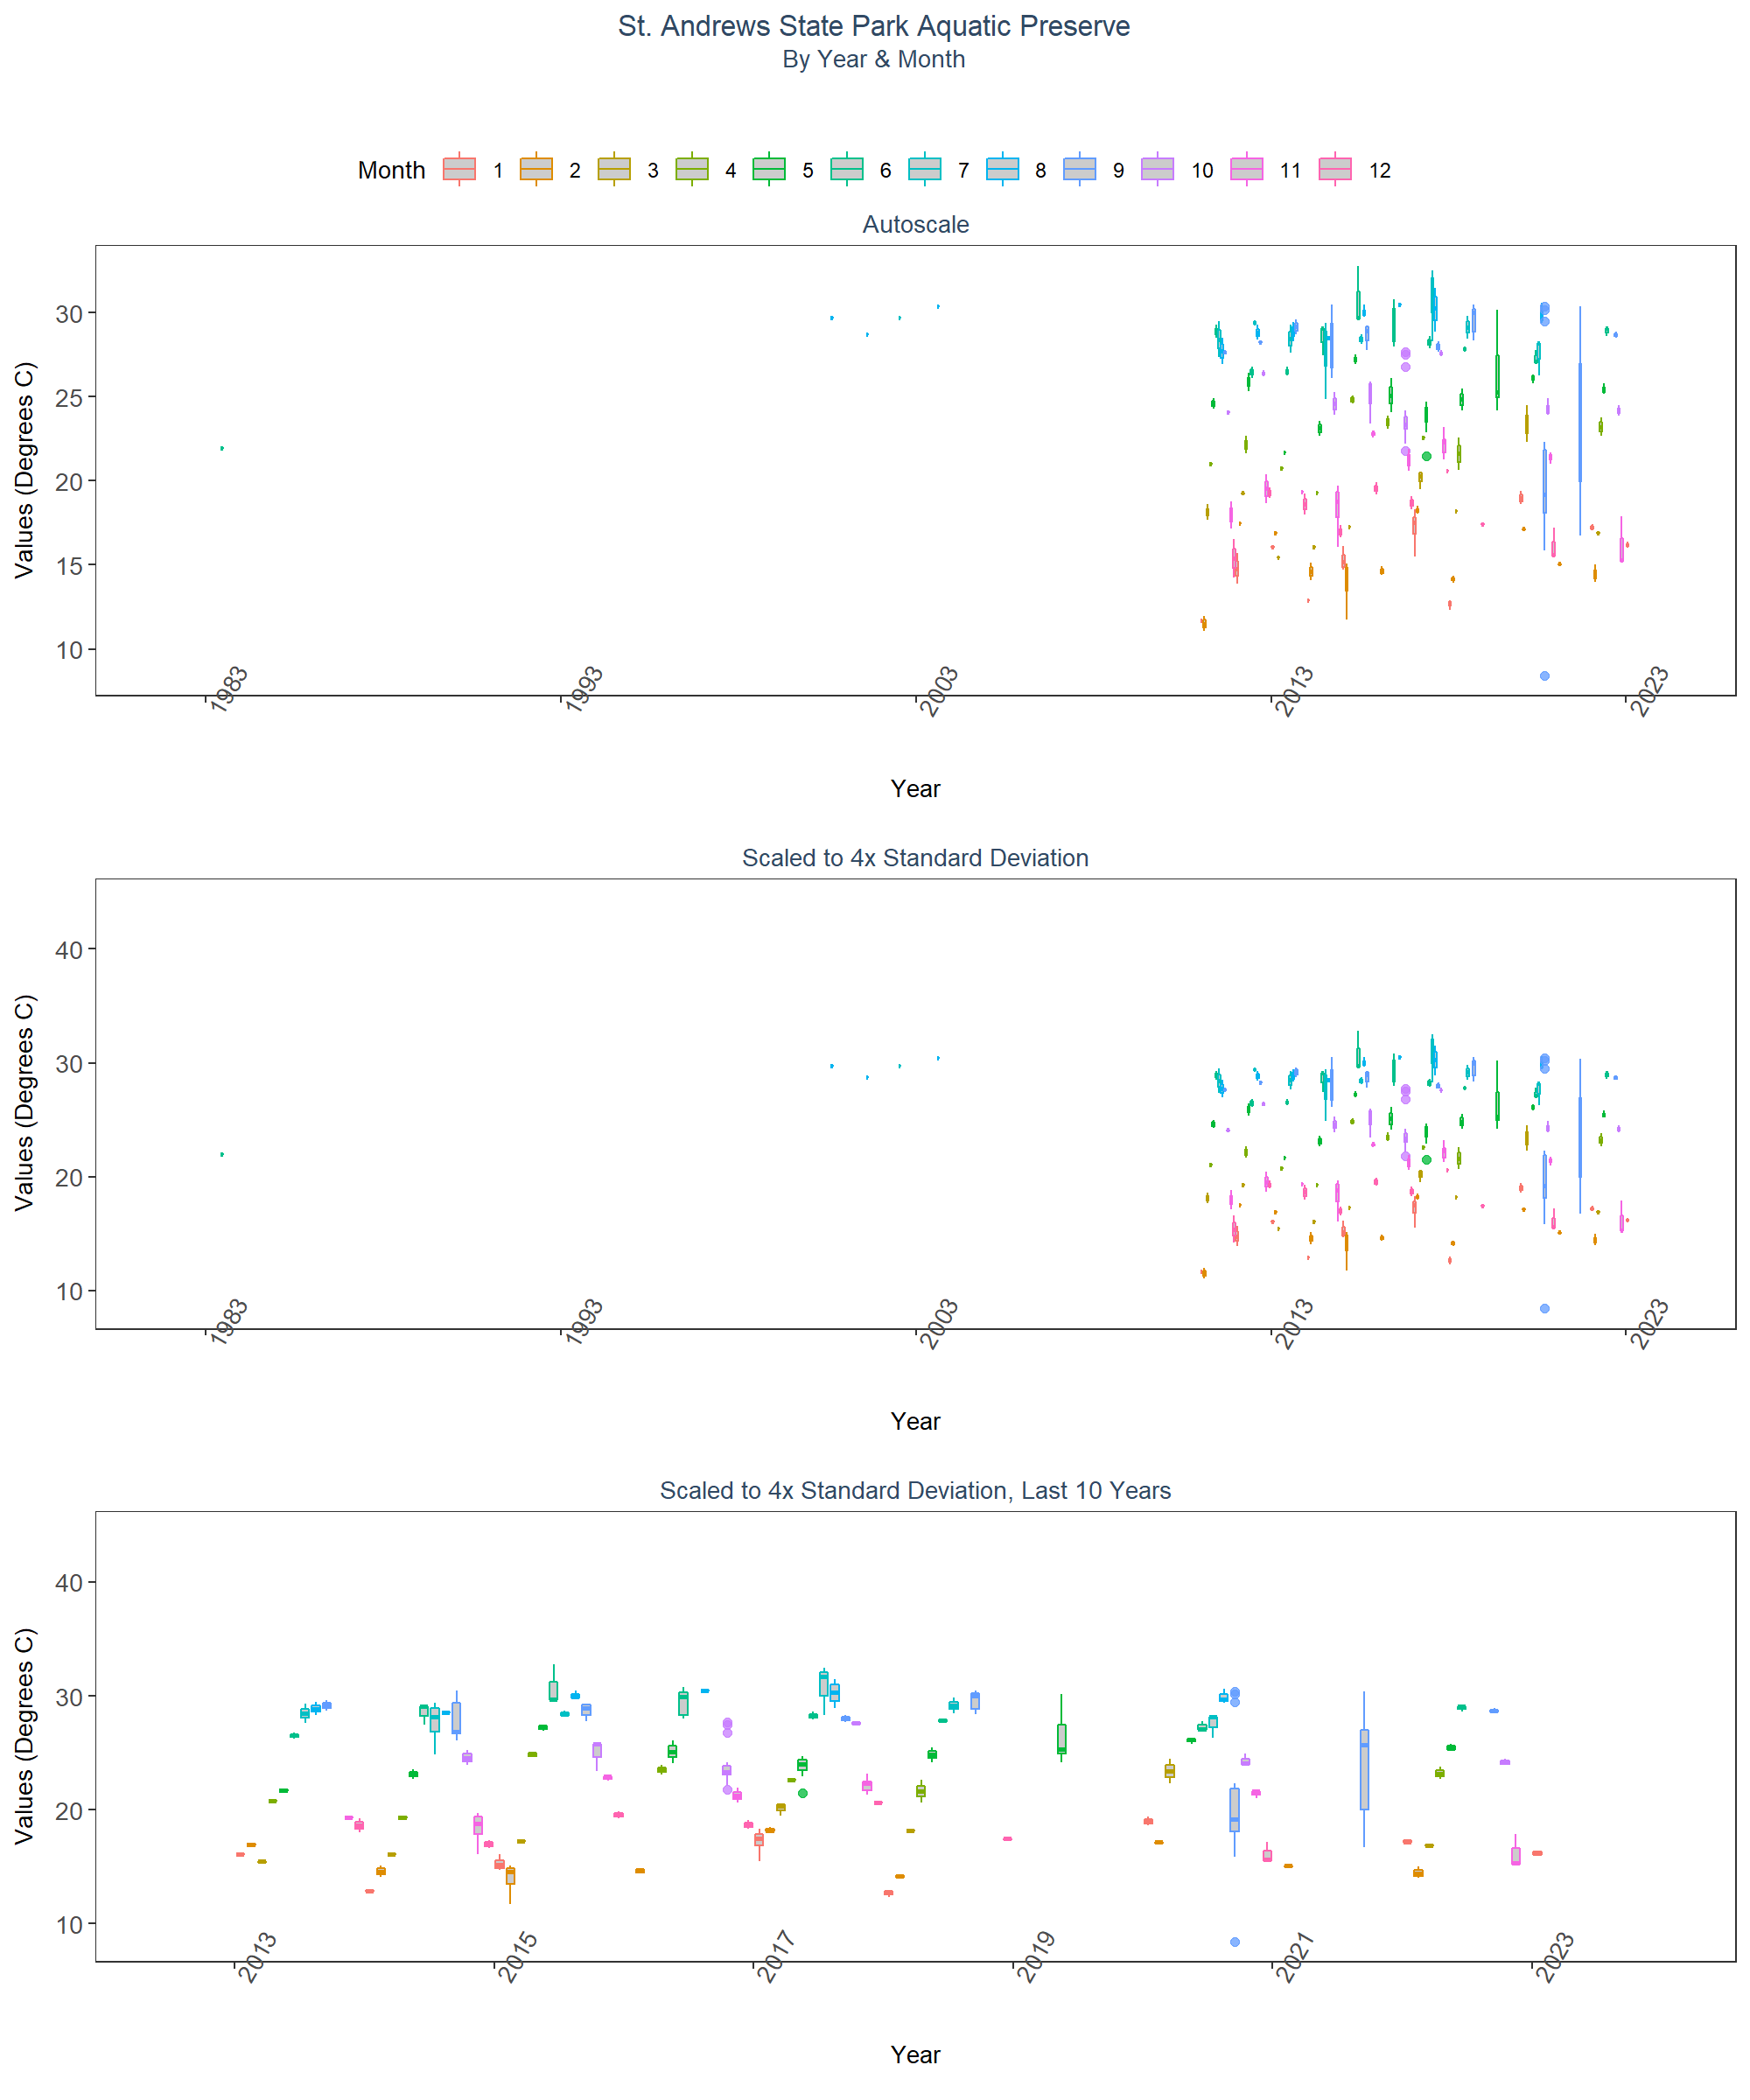 St. Andrews State Park Aquatic Preserve
By Year & Month
Month 1 2 3 4 5 6 7 8 9 10 11 12
Autoscale
Values (Degrees C)
30
25
20
15
10
1983 1993 2003 2013 2023
Year
Scaled to 4x Standard Deviation
Values (Degrees C)
40
30
20
10
1983 1993 2003 2013 2023
Year
Scaled to 4x Standard Deviation, Last 10 Years
Values (Degrees C)
40
30
20
10
2013 2015 2017 2019 2021 2023
Year